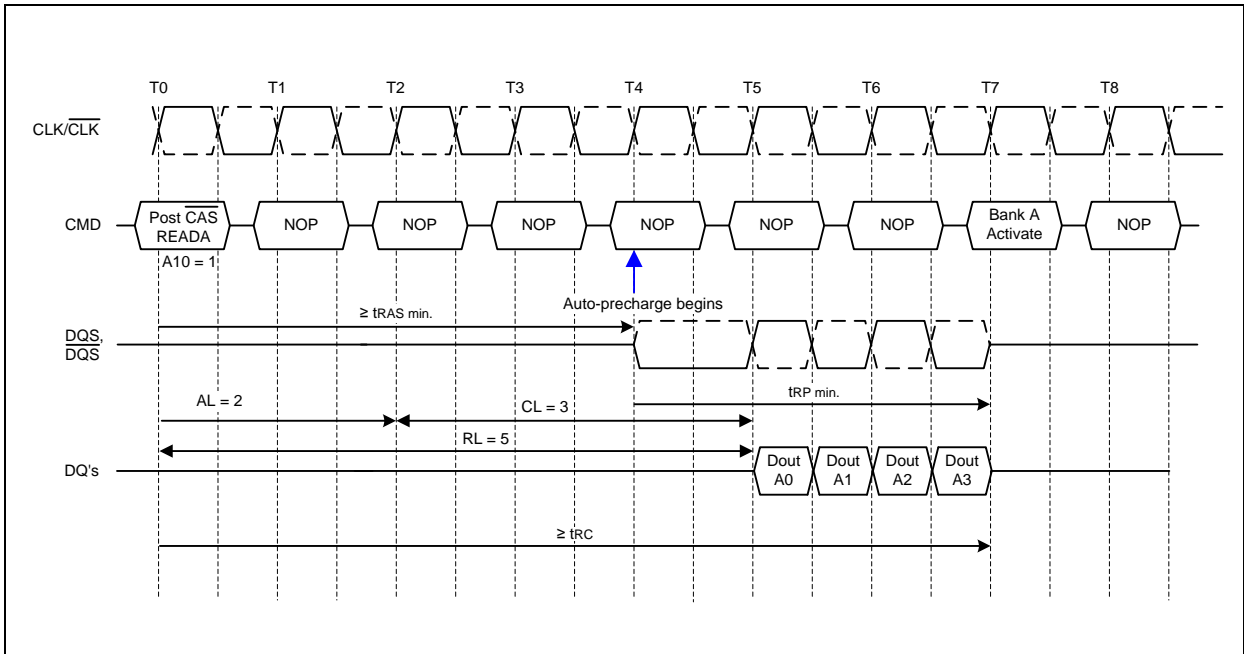 T0 T1 T2 T3 T4 T5 T6 T7 T8
CLK/CLK
CMD
Post CAS
READA
NOP NOP NOP NOP NOP NOP
Bank A
Activate
NOP
A10 = 1
Auto-precharge begins
≥ tRAS min.
DQS,
DQS
tRP min.
AL = 2
CL = 3
RL = 5
DQ's
Dout
A0
Dout
A1
Dout
A2
Dout
A3
≥ tRC